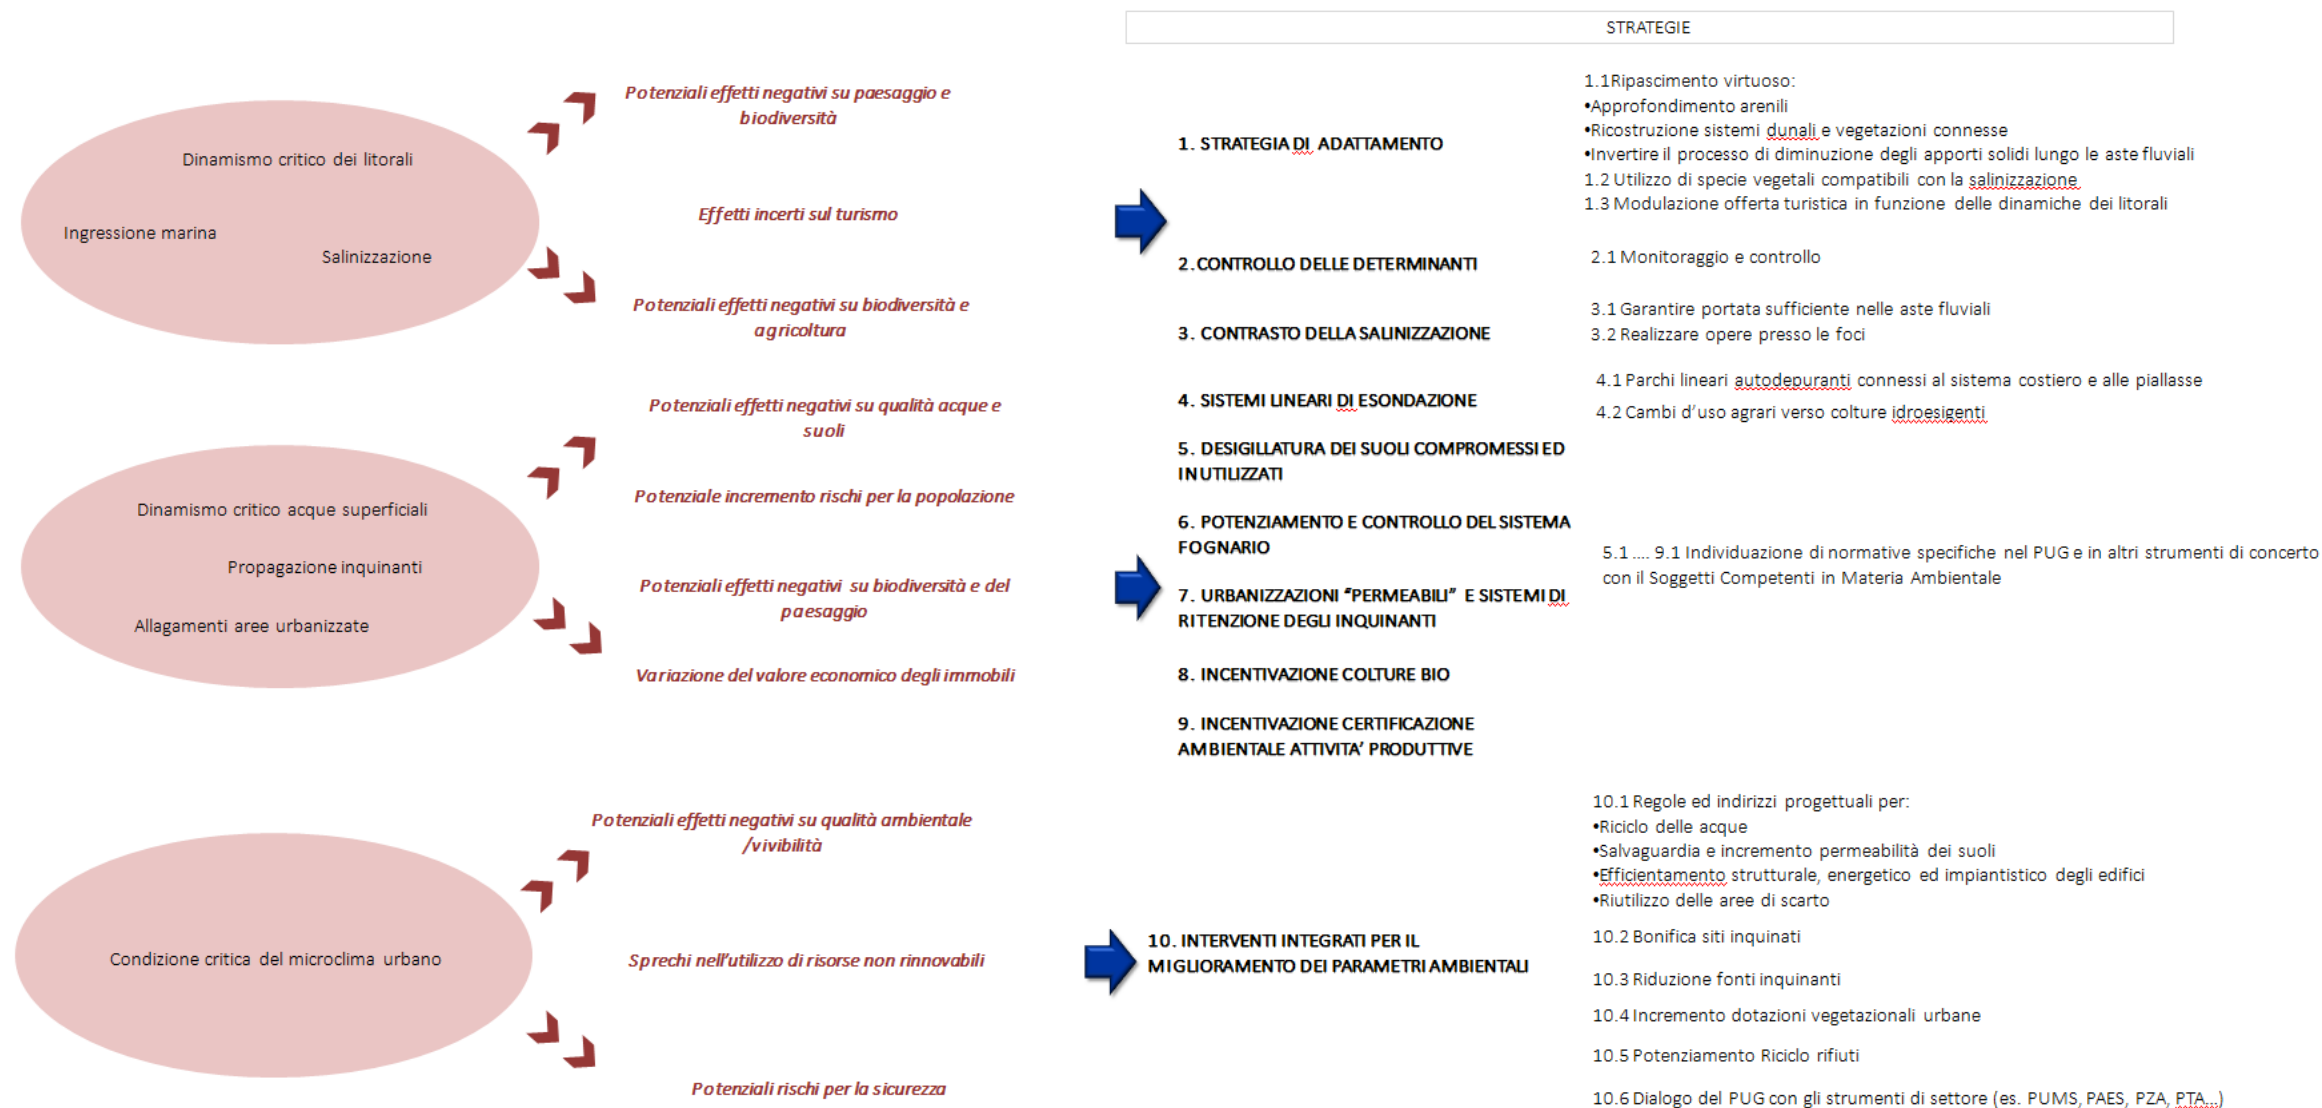 STRATEGIE
Dinamismo critico dei litorali
Ingressione marina
Salinizzazione
Potenziali effetti negativi su paesaggio e
biodiversità
Effetti incerti sul turismo
Potenziali effetti negativi su biodiversità e
agricoltura
1. STRATEGIA DI ADATTAMENTO
2.CONTROLLO DELLE DETERMINANTI
3. CONTRASTO DELLA SALINIZZAZIONE
1.1Ripascimento virtuoso:
•Approfondimento arenili
•Ricostruzione sistemi dunali e vegetazioni connesse
•Invertire il processo di diminuzione degli apporti solidi lungo le aste fluviali
1.2 Utilizzo di specie vegetali compatibili con la salinizzazione
1.3 Modulazione offerta turistica in funzione delle dinamiche dei litorali
2.1 Monitoraggio e controllo
3.1 Garantire portata sufficiente nelle aste fluviali
3.2 Realizzare opere presso le foci
Dinamismo critico acque superficiali
Propagazione inquinanti
Allagamenti aree urbanizzate
Potenziali effetti negativi su qualità acque e
suoli
Potenziale incremento rischi per la popolazione
Potenziali effetti negativi su biodiversità e del
paesaggio
Variazione del valore economico degli immobili
4. SISTEMI LINEARI DI ESONDAZIONE
5. DESIGILLATURA DEI SUOLI COMPROMESSI ED
INUTILIZZATI
6. POTENZIAMENTO E CONTROLLO DEL SISTEMA
FOGNARIO
7. URBANIZZAZIONI “PERMEABILI” E SISTEMI DI
RITENZIONE DEGLI INQUINANTI
8. INCENTIVAZIONE COLTURE BIO
9. INCENTIVAZIONE CERTIFICAZIONE
AMBIENTALE ATTIVITA’ PRODUTTIVE
4.1 Parchi lineari autodepuranti connessi al sistema costiero e alle piallasse
4.2 Cambi d’uso agrari verso colture idroesigenti
5.1 .... 9.1 Individuazione di normative specifiche nel PUG e in altri strumenti di concerto
con il Soggetti Competenti in Materia Ambientale
Condizione critica del microclima urbano
Potenziali effetti negativi su qualità ambientale
/vivibilità
Sprechi nell’utilizzo di risorse non rinnovabili
Potenziali rischi per la sicurezza
10. INTERVENTI INTEGRATI PER IL
MIGLIORAMENTO DEI PARAMETRI AMBIENTALI
10.1 Regole ed indirizzi progettuali per:
•Riciclo delle acque
•Salvaguardia e incremento permeabilità dei suoli
•Efficientamento strutturale, energetico ed impiantistico degli edifici
•Riutilizzo delle aree di scarto
10.2 Bonifica siti inquinati
10.3 Riduzione fonti inquinanti
10.4 Incremento dotazioni vegetazionali urbane
10.5 Potenziamento Riciclo rifiuti
10.6 Dialogo del PUG con gli strumenti di settore (es. PUMS, PAES, PZA, PTA...)